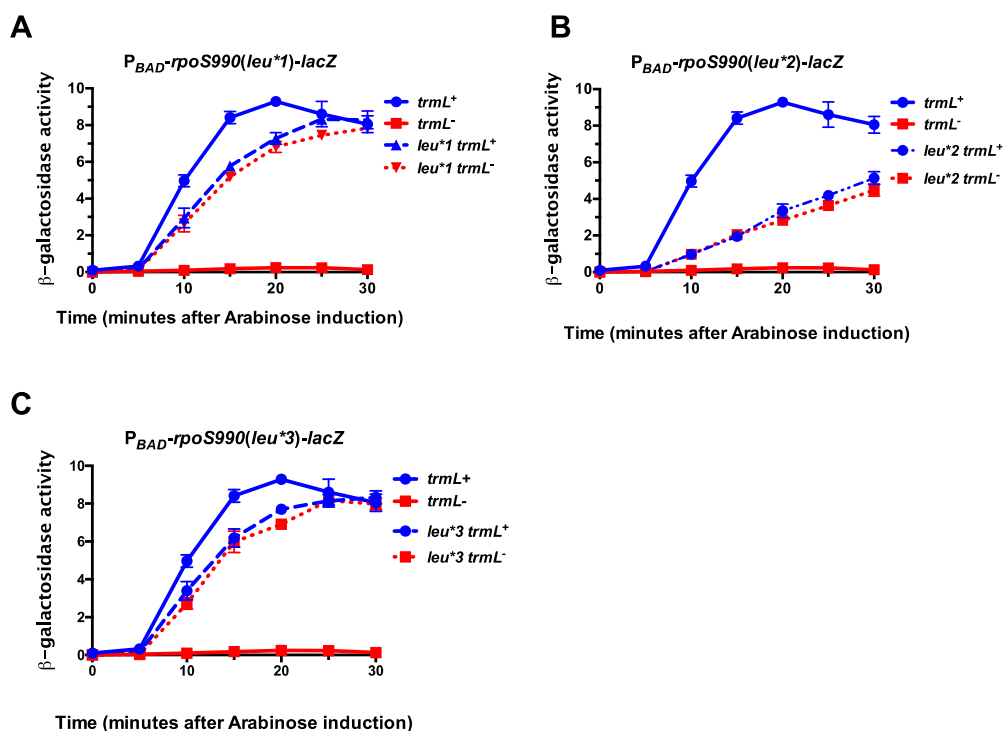 A
P_BAD-rpoS990(leu*1)-lacZ
β-galactosidase activity
10
8
6
4
2
0
0
10
20
30
Time (minutes after Arabinose induction)
trmL⁺
trmL⁻
leu*1 trmL⁺
leu*1 trmL⁻
B
P_BAD-rpoS990(leu*2)-lacZ
β-galactosidase activity
10
8
6
4
2
0
0
10
20
30
Time (minutes after Arabinose induction)
trmL⁺
trmL⁻
leu*2 trmL⁺
leu*2 trmL⁻
C
P_BAD-rpoS990(leu*3)-lacZ
β-galactosidase activity
10
8
6
4
2
0
0
10
20
30
Time (minutes after Arabinose induction)
trmL+
trmL-
leu*3 trmL⁺
leu*3 trmL⁻